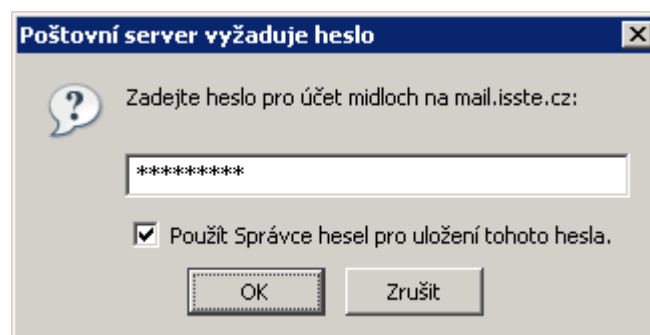 Poštovní server vyžaduje heslo
Zadejte heslo pro účet midloch na mail.isste.cz:
*********
Použít Správce hesel pro uložení tohoto hesla.
OK Zrušit